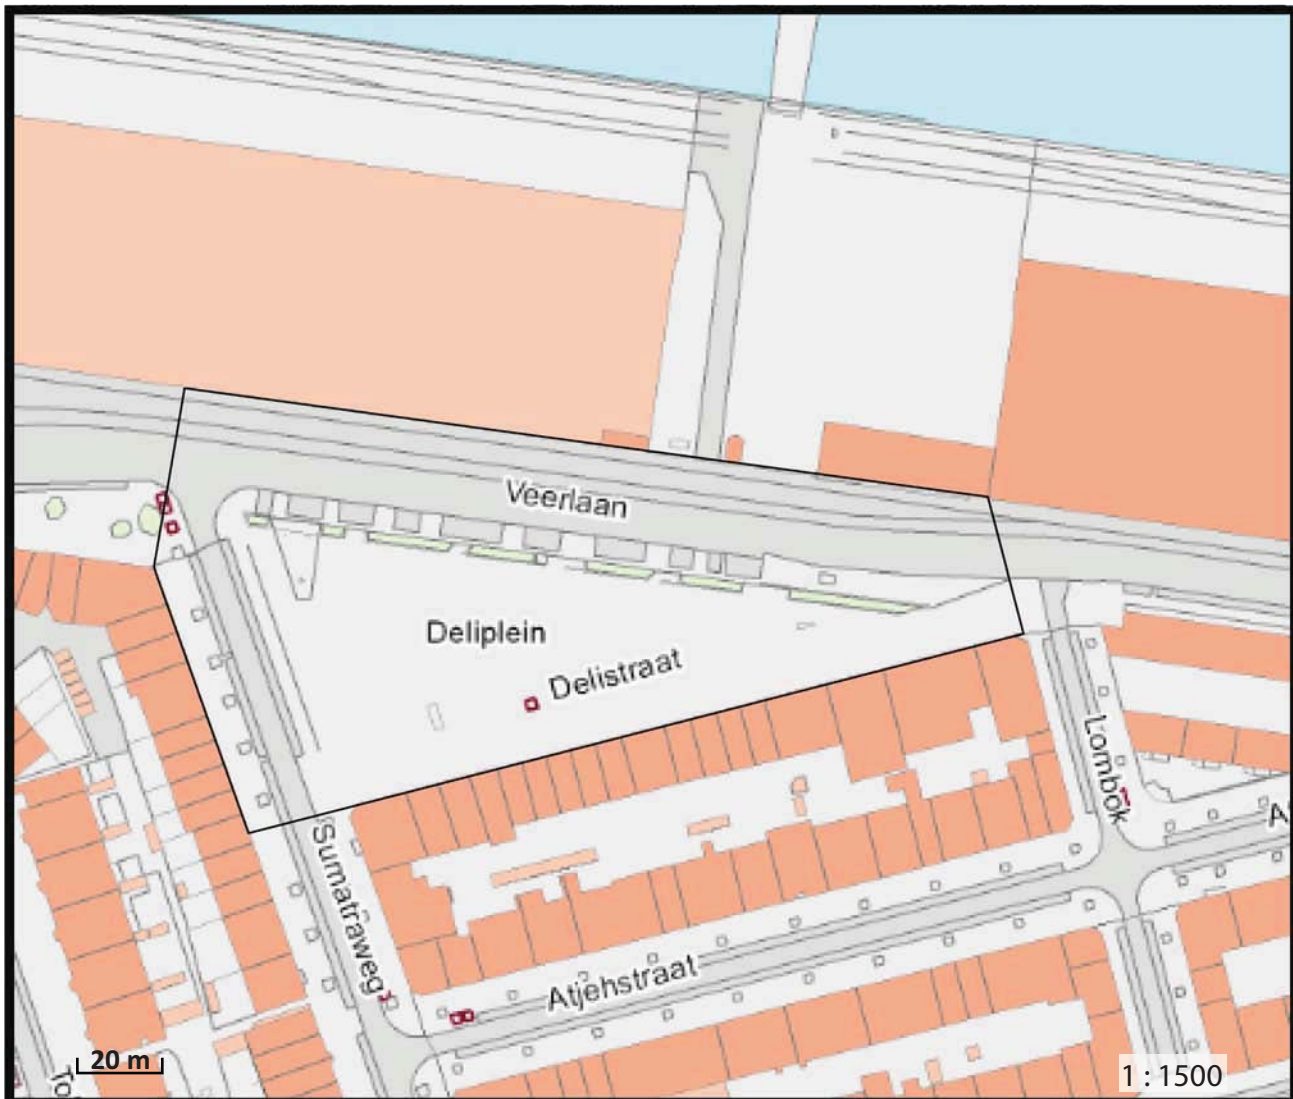 Veerlaan
Deliplein
Delistraat
Lombok
Sumatraweg
Atjehstraat
20 m
1 : 1500